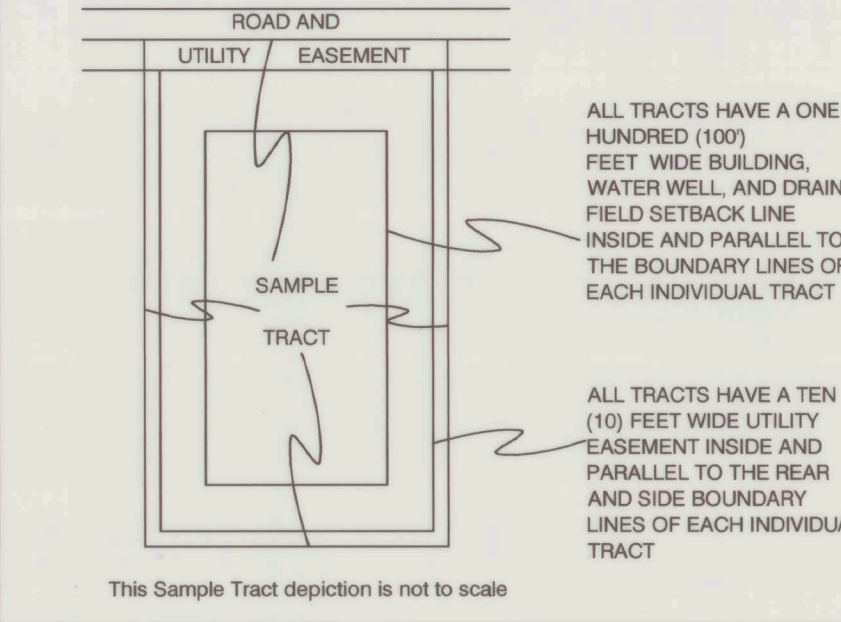 ROAD AND
UTILITY EASEMENT
SAMPLE
TRACT
ALL TRACTS HAVE A ONE
HUNDRED (100')
FEET WIDE BUILDING,
WATER WELL, AND DRAIN
FIELD SETBACK LINE
INSIDE AND PARALLEL TO
THE BOUNDARY LINES OF
EACH INDIVIDUAL TRACT
ALL TRACTS HAVE A TEN
(10) FEET WIDE UTILITY
EASEMENT INSIDE AND
PARALLEL TO THE REAR
AND SIDE BOUNDARY
LINES OF EACH INDIVIDUA
TRACT
This Sample Tract depiction is not to scale